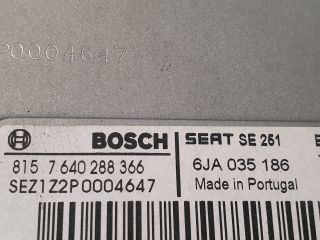 P0004647
BOSCH SEAT SE 251
815 7 640 288 366 6JA 035 186
SEZ1Z2P0004647 Made in Portugal